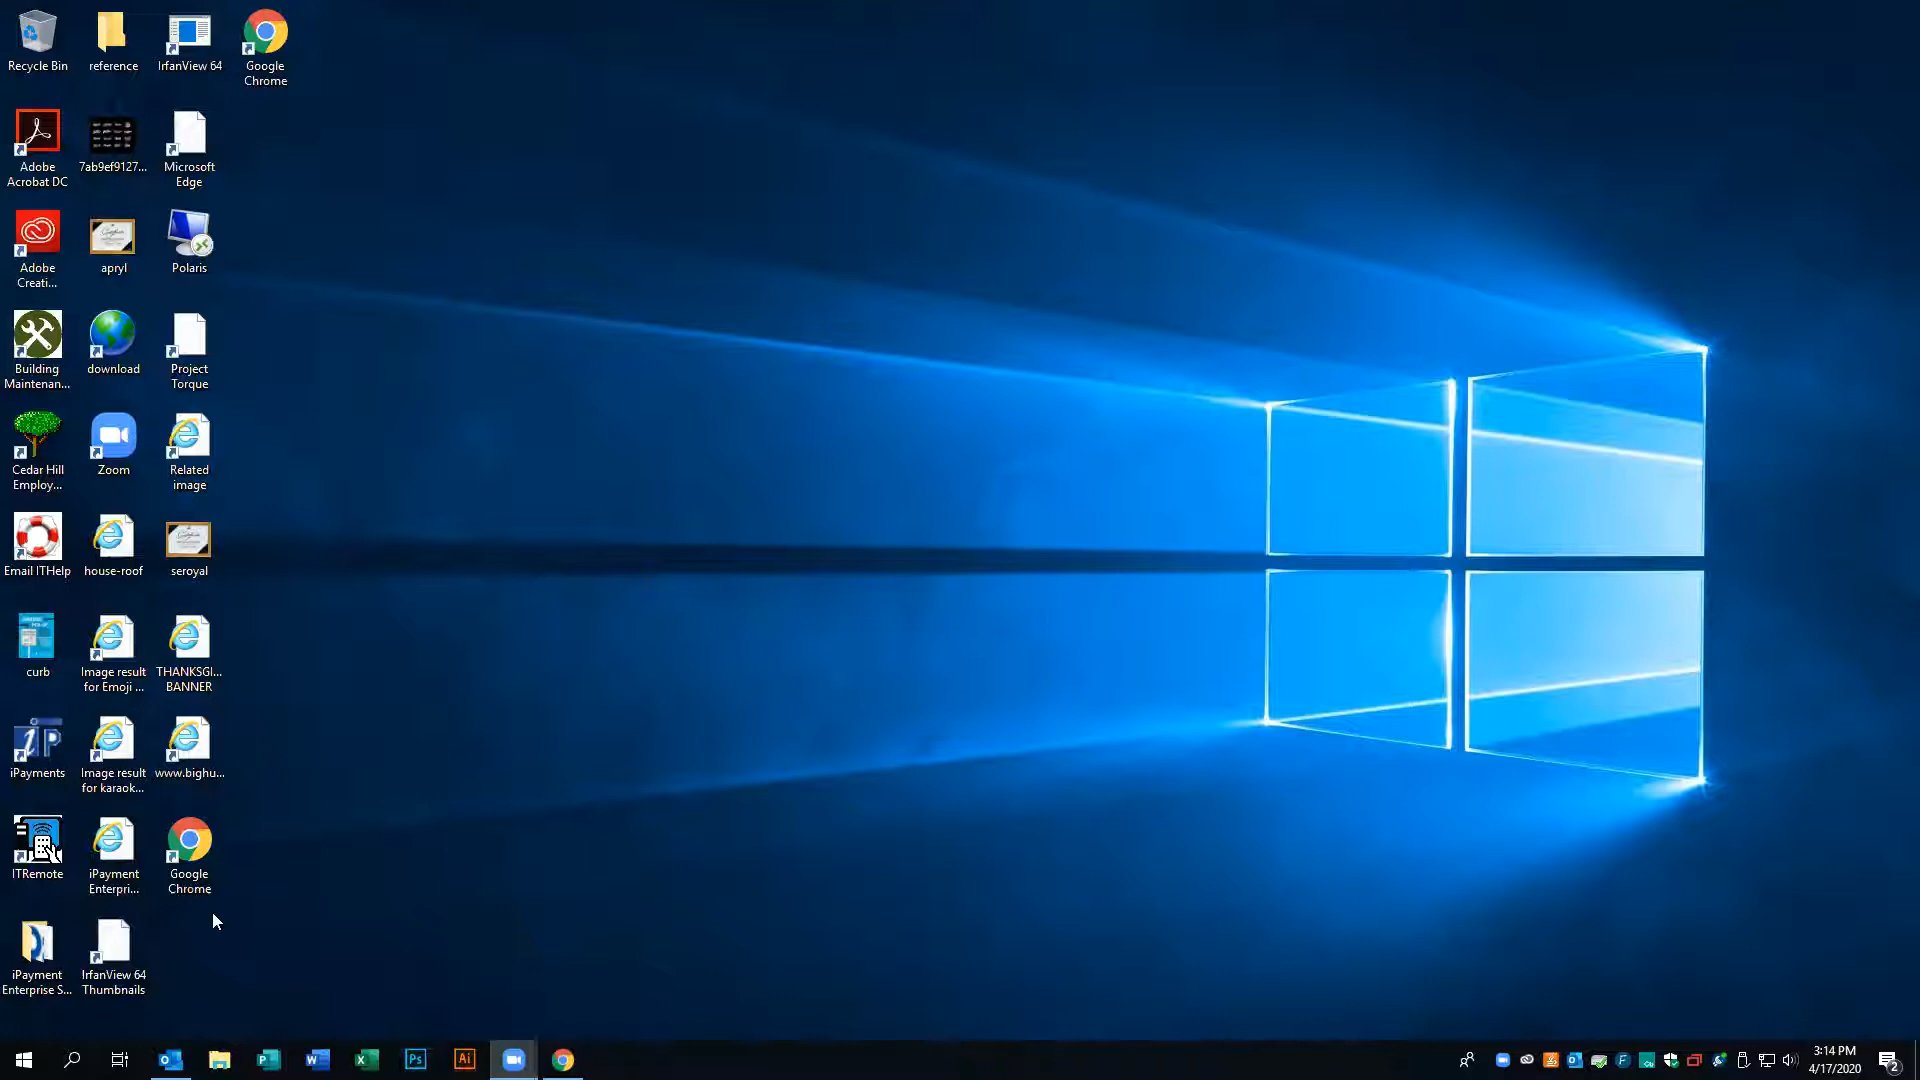 Recycle Bin
reference
IrfanView 64
Google
Chrome
Adobe
Acrobat DC
7ab9ef9127...
Microsoft
Edge
Adobe
Creati...
apryl
Polaris
Building
Maintenan...
download
Project
Torque
Cedar Hill
Employ...
Zoom
Related
image
Email ITHelp
house-roof
seroyal
curb
Image result
for Emoji ...
THANKSGI...
BANNER
iPayments
Image result
for karaok...
www.bighu...
ITRemote
iPayment
Enterpri...
Google
Chrome
iPayment
Enterprise S...
IrfanView 64
Thumbnails
3:14 PM
4/17/2020
2